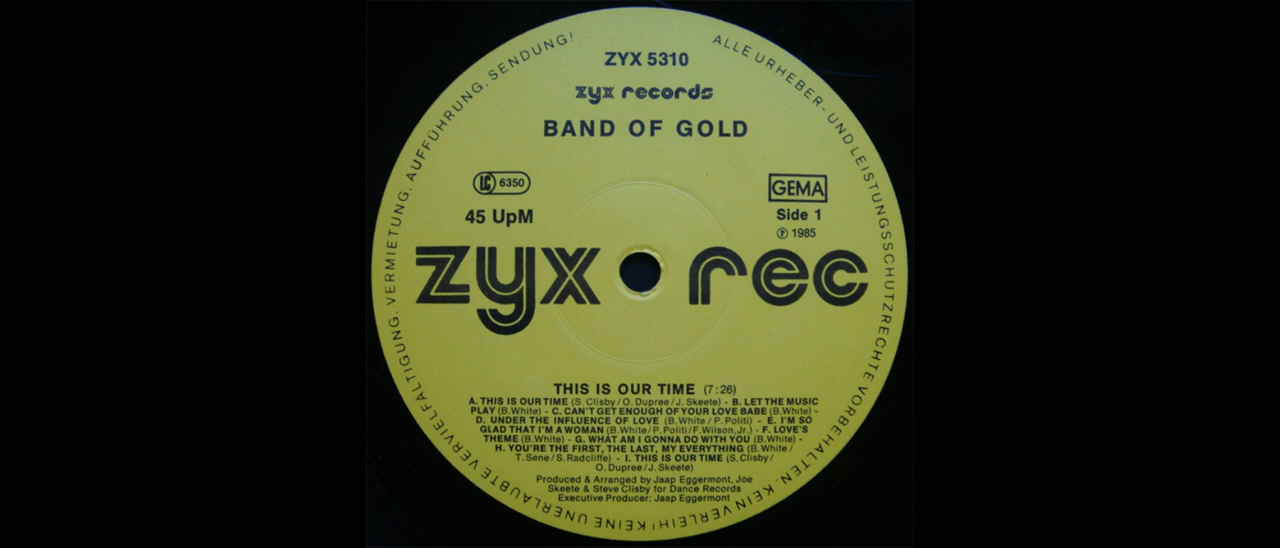 ZYX 5310
zyx records
BAND OF GOLD
LC 6350
GEMA
45 UpM
Side 1
Ⓟ 1985
zyx rec
THIS IS OUR TIME (7:26)
A. THIS IS OUR TIME (S. Clisby / O. Dupree / J. Skeete) - B. LET THE MUSIC
PLAY (B. White) - C. CAN'T GET ENOUGH OF YOUR LOVE BABE (B. White) -
D. UNDER THE INFLUENCE OF LOVE (B. White / P. Politi) - E. I'M SO
GLAD THAT I'M A WOMAN (B. White / P. Politi / F. Wilson, Jr.) - F. LOVE'S
THEME (B. White) - G. WHAT AM I GONNA DO WITH YOU (B. White) -
H. YOU'RE THE FIRST, THE LAST, MY EVERYTHING (B. White /
T. Sene / S. Radcliffe) - I. THIS IS OUR TIME (S. Clisby /
O. Dupree / J. Skeete)
Produced & Arranged by Jaap Eggermont, Joe
Skeete & Steve Clisby for Dance Records
Executive Producer: Jaap Eggermont
ALLE URHEBER- UND LEISTUNGSSCHUTZRECHTE VORBEHALTEN. KEIN VERLEIH! KEINE UNERLAUBTE VERVIELFÄLTIGUNG, VERMIETUNG, AUFFÜHRUNG, SENDUNG!